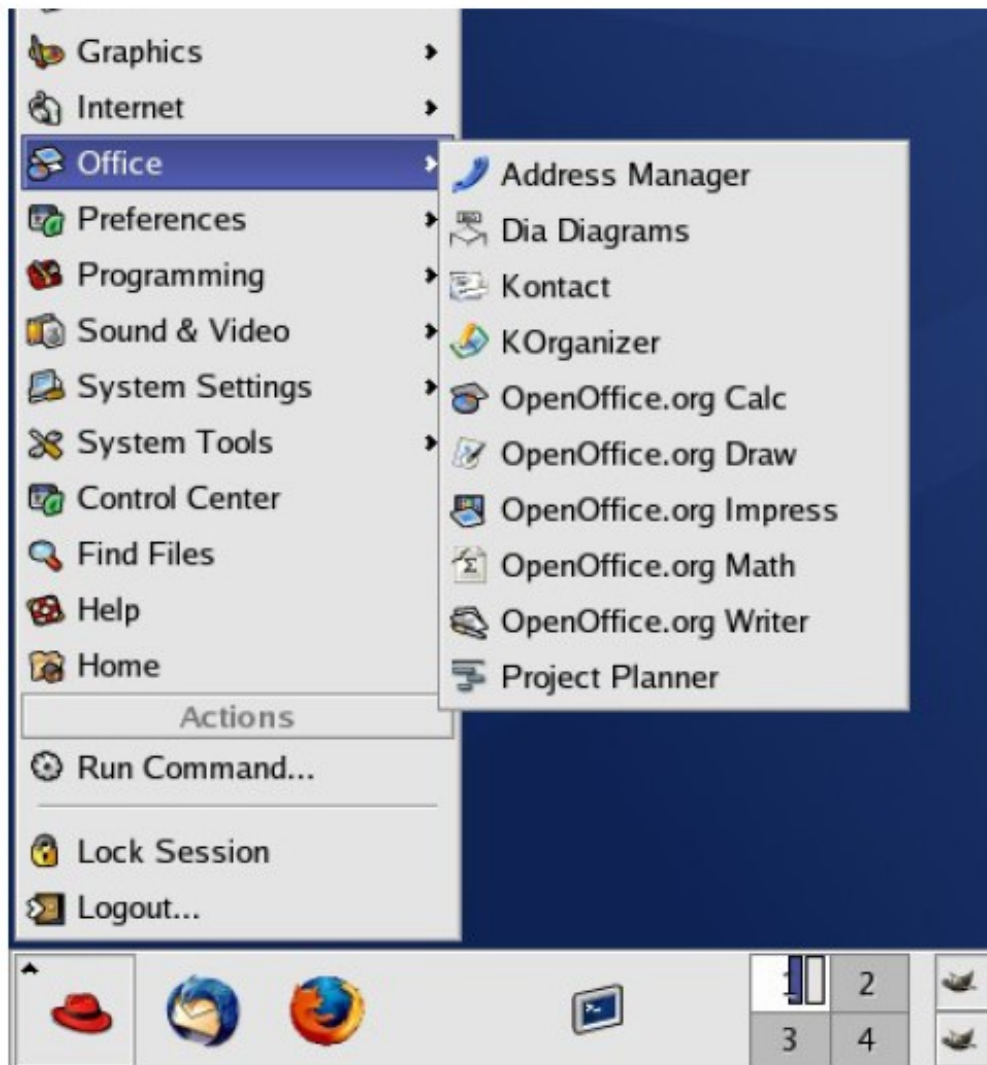 Graphics
Internet
Office
Preferences
Programming
Sound & Video
System Settings
System Tools
Control Center
Find Files
Help
Home
Actions
Run Command...
Lock Session
Logout...
Address Manager
Dia Diagrams
Kontact
KOrganizer
OpenOffice.org Calc
OpenOffice.org Draw
OpenOffice.org Impress
OpenOffice.org Math
OpenOffice.org Writer
Project Planner
1 2
3 4